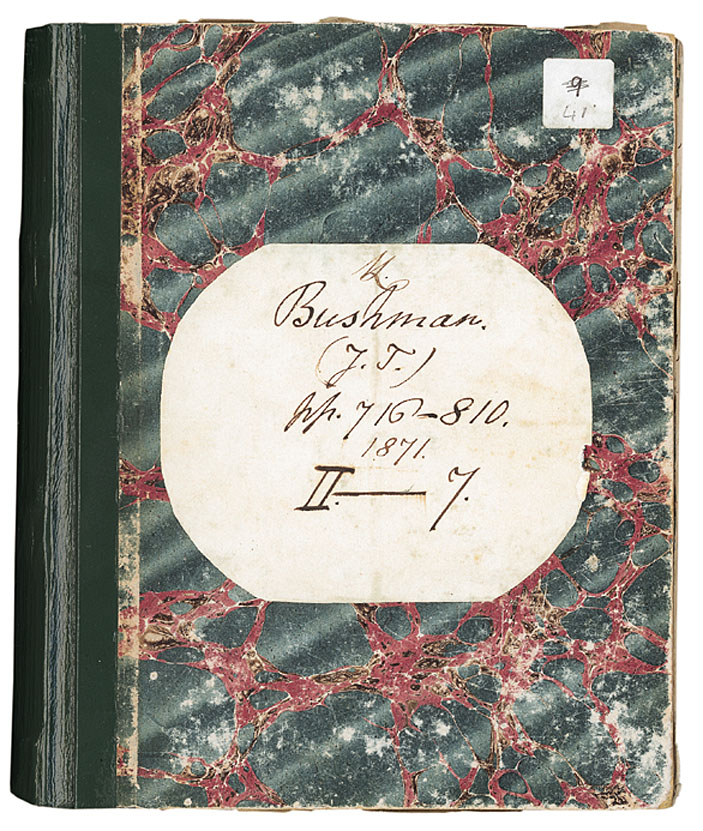 9
41
Bushman.
(J. T.)
pp. 716–810.
1871.
II.— 7.